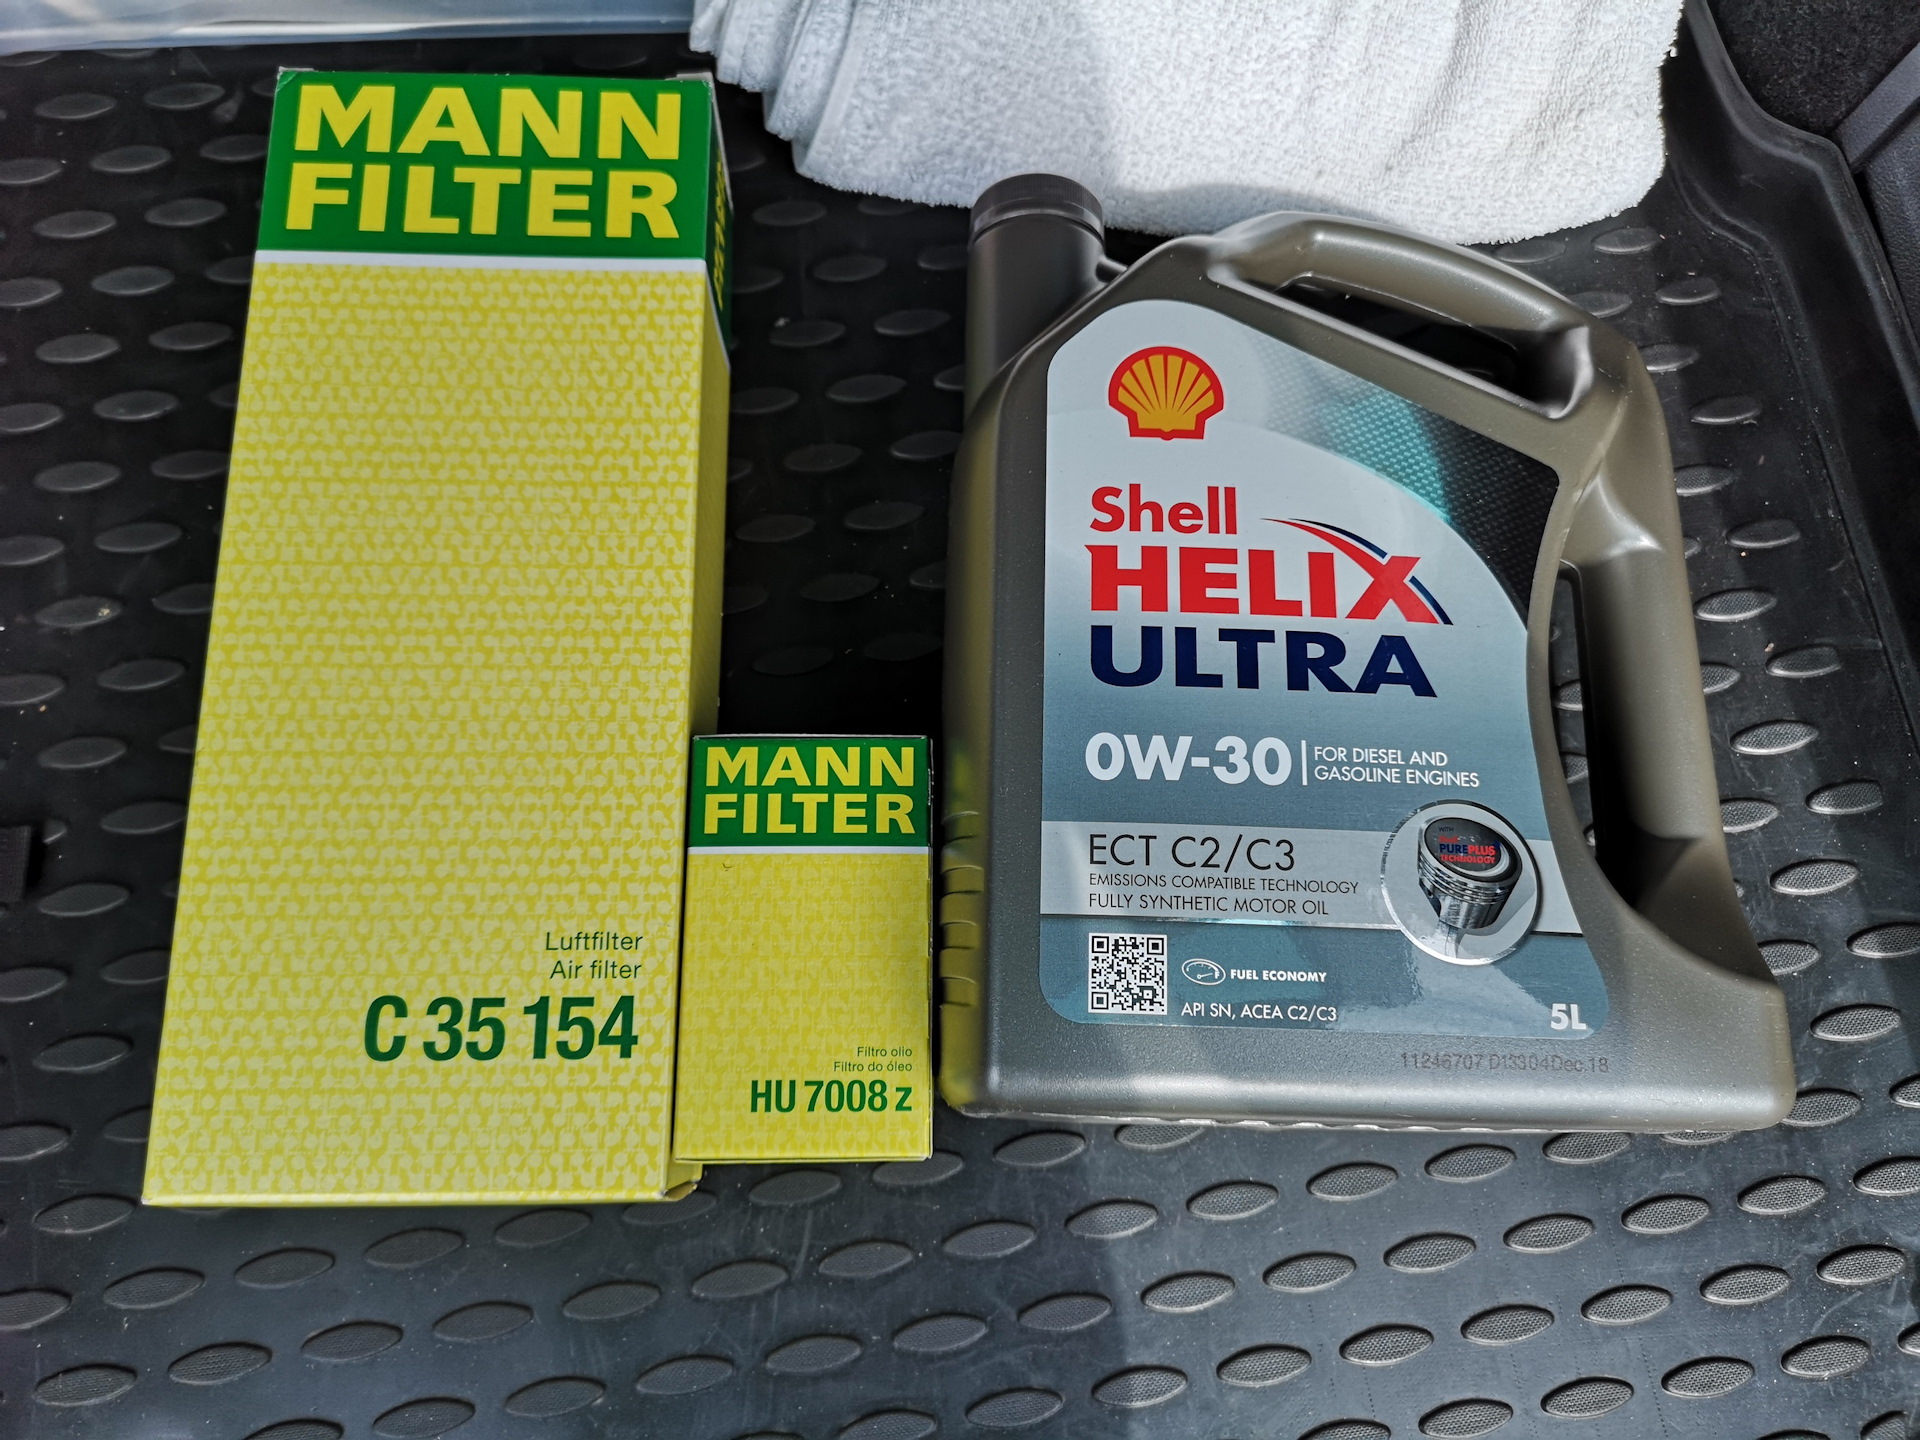 MANN
FILTER
Luftfilter
Air filter
C 35 154
MANN
FILTER
Filtro olio
Filtro do óleo
HU 7008 z
Shell
HELIX
ULTRA
0W-30
FOR DIESEL AND
GASOLINE ENGINES
ECT C2/C3
EMISSIONS COMPATIBLE TECHNOLOGY
FULLY SYNTHETIC MOTOR OIL
WITH
PUREPLUS
TECHNOLOGY
FUEL ECONOMY
API SN, ACEA C2/C3
5L
11246707 D13304Dec.18